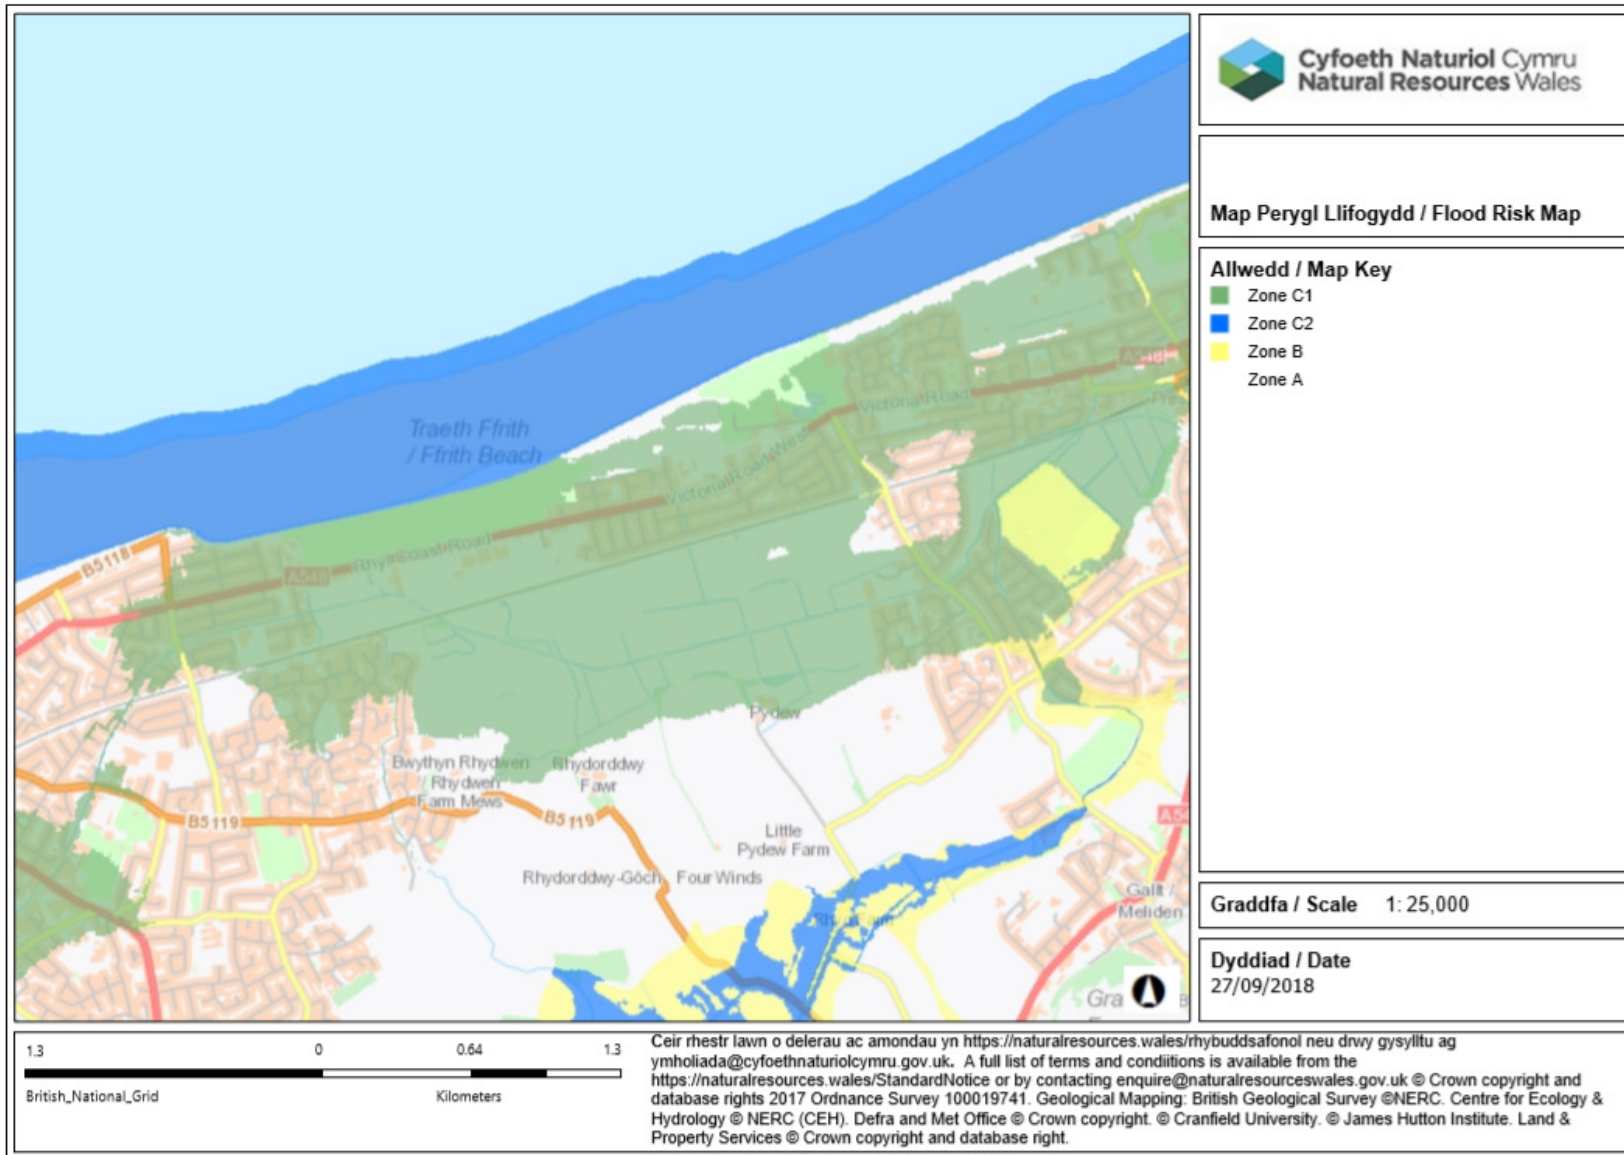 Cyfoeth Naturiol Cymru
Natural Resources Wales
Map Perygl Llifogydd / Flood Risk Map
Allwedd / Map Key
Zone C1
Zone C2
Zone B
Zone A
Traeth Ffrith
/ Ffrith Beach
A548
Victoria Road
Victoria Road West
Rhyl Coast Road
A548
B5118
Pydew
Bwythyn Rhydwen
/ Rhydwen
Farm Mews
Rhydorddwy
Fawr
B5119
B5119
Little
Pydew Farm
Rhydorddwy-Gôch
Four Winds
Gallt /
Meliden
Graddfa / Scale 1: 25,000
Dyddiad / Date
27/09/2018
1.3 0 0.64 1.3
British_National_Grid Kilometers
Ceir rhestr lawn o delerau ac amondau yn https://naturalresources.wales/rhybuddsafonol neu drwy gysylltu ag
ymholiada@cyfoethnaturiolcymru.gov.uk. A full list of terms and condiitions is available from the
https://naturalresources.wales/StandardNotice or by contacting enquire@naturalresourceswales.gov.uk © Crown copyright and
database rights 2017 Ordnance Survey 100019741. Geological Mapping: British Geological Survey ©NERC. Centre for Ecology &
Hydrology © NERC (CEH). Defra and Met Office © Crown copyright. © Cranfield University. © James Hutton Institute. Land &
Property Services © Crown copyright and database right.